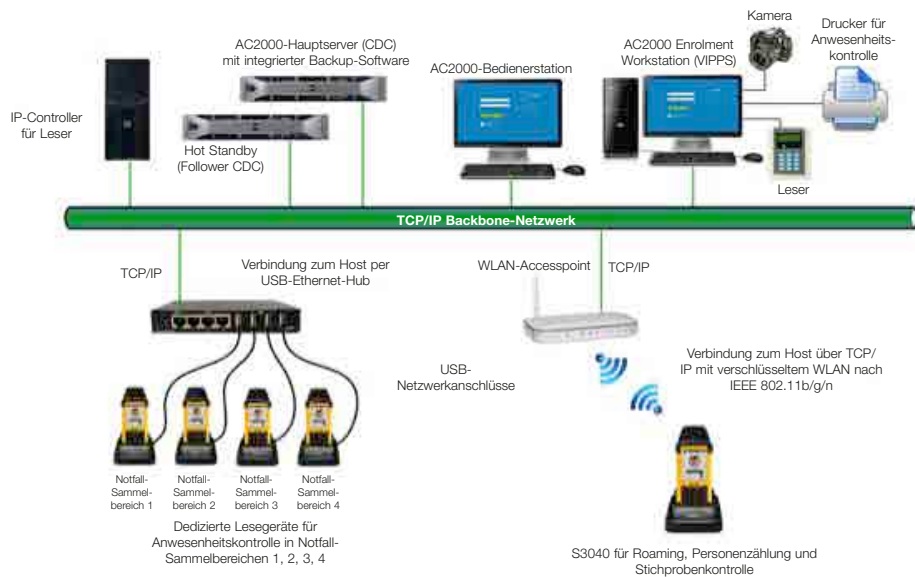 Kamera
Drucker für
Anwesenheits-
kontrolle
AC2000-Hauptserver (CDC)
mit integrierter Backup-Software
AC2000 Enrolment
Workstation (VIPPS)
AC2000-Bedienerstation
IP-Controller
für Leser
Hot Standby
(Follower CDC)
Leser
TCP/IP Backbone-Netzwerk
TCP/IP
Verbindung zum Host per
USB-Ethernet-Hub
WLAN-Accesspoint
TCP/IP
USB-
Netzwerkanschlüsse
Verbindung zum Host über TCP/
IP mit verschlüsseltem WLAN nach
IEEE 802.11b/g/n
Notfall-
Sammel-
bereich 1
Notfall-
Sammel-
bereich 2
Notfall-
Sammel-
bereich 3
Notfall-
Sammel-
bereich 4
Dedizierte Lesegeräte für
Anwesenheitskontrolle in Notfall-
Sammelbereichen 1, 2, 3, 4
S3040 für Roaming, Personenzählung und
Stichprobenkontrolle